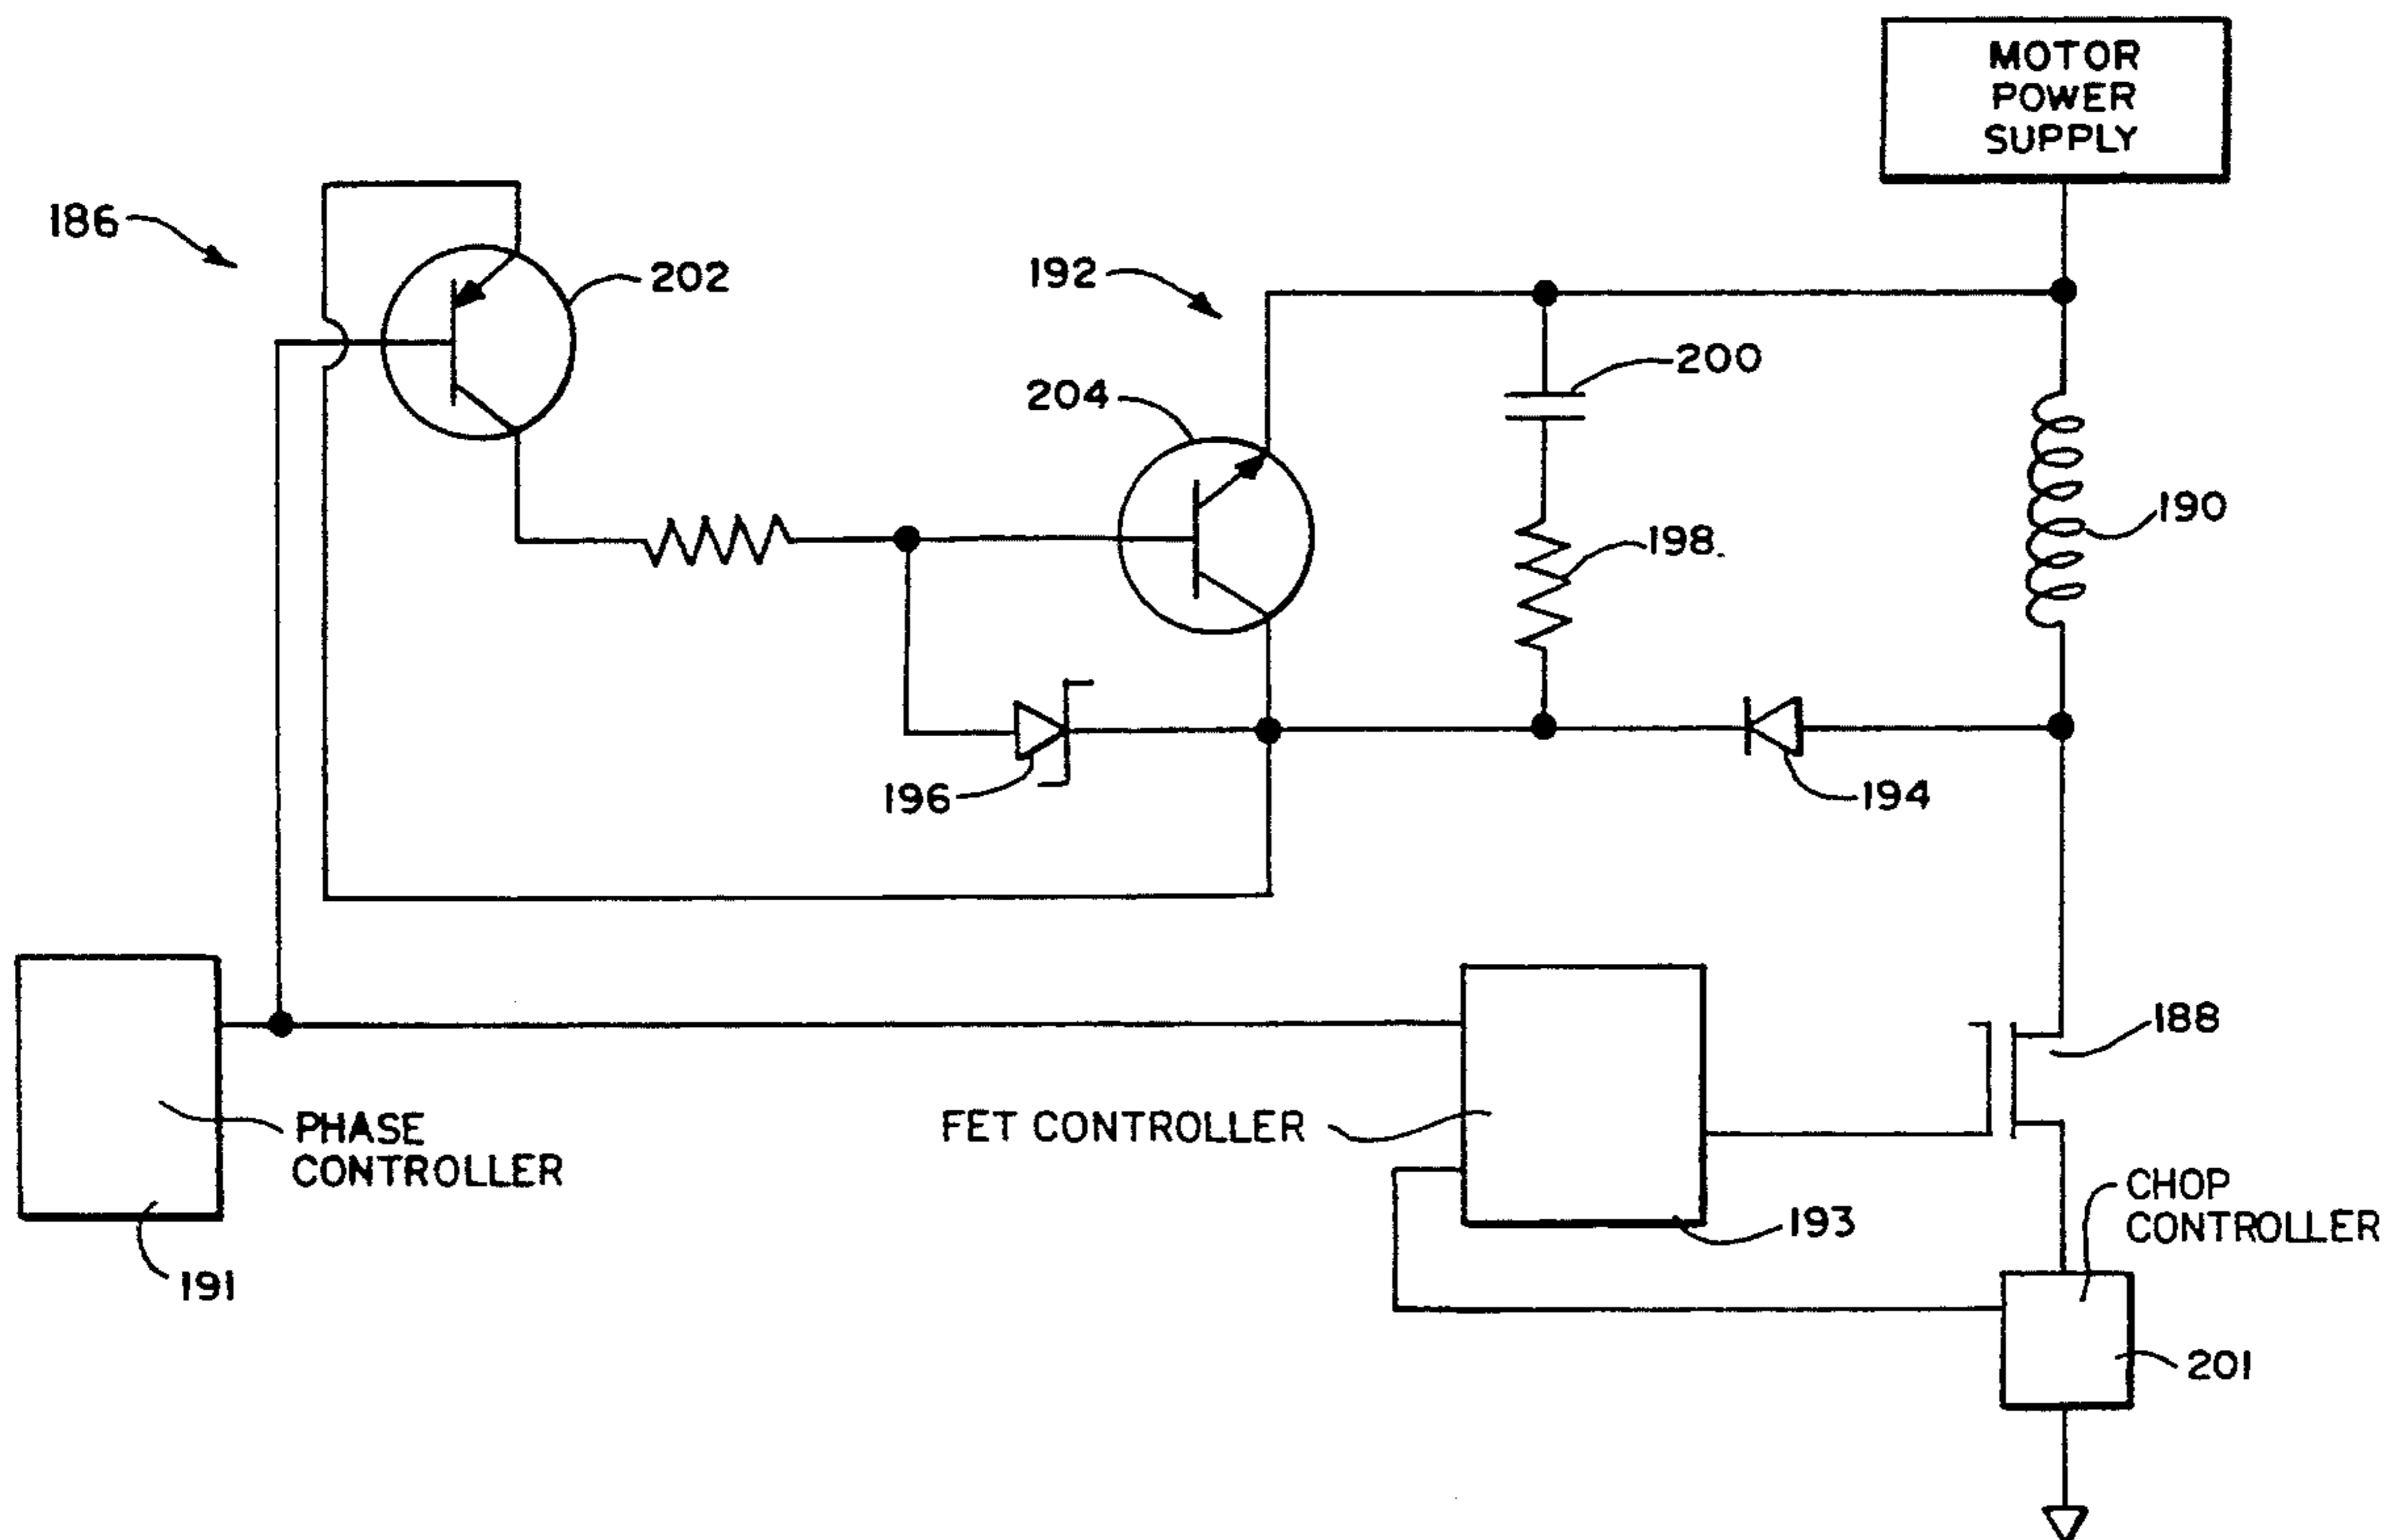 MOTOR
POWER
SUPPLY
186
202
192
200
204
190
198.
196
194
188
FET CONTROLLER
PHASE
CONTROLLER
CHOP
CONTROLLER
193
191
201